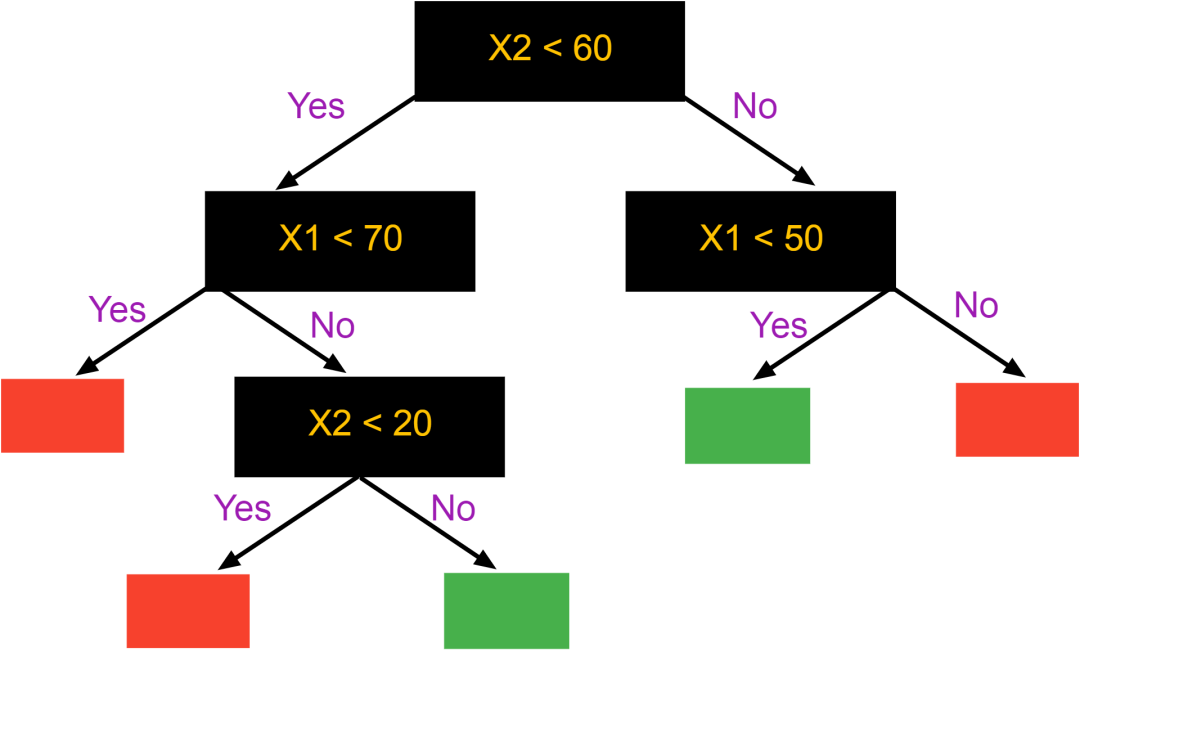 X2 < 60
Yes
No
X1 < 70
X1 < 50
Yes
No
Yes
No
X2 < 20
Yes
No